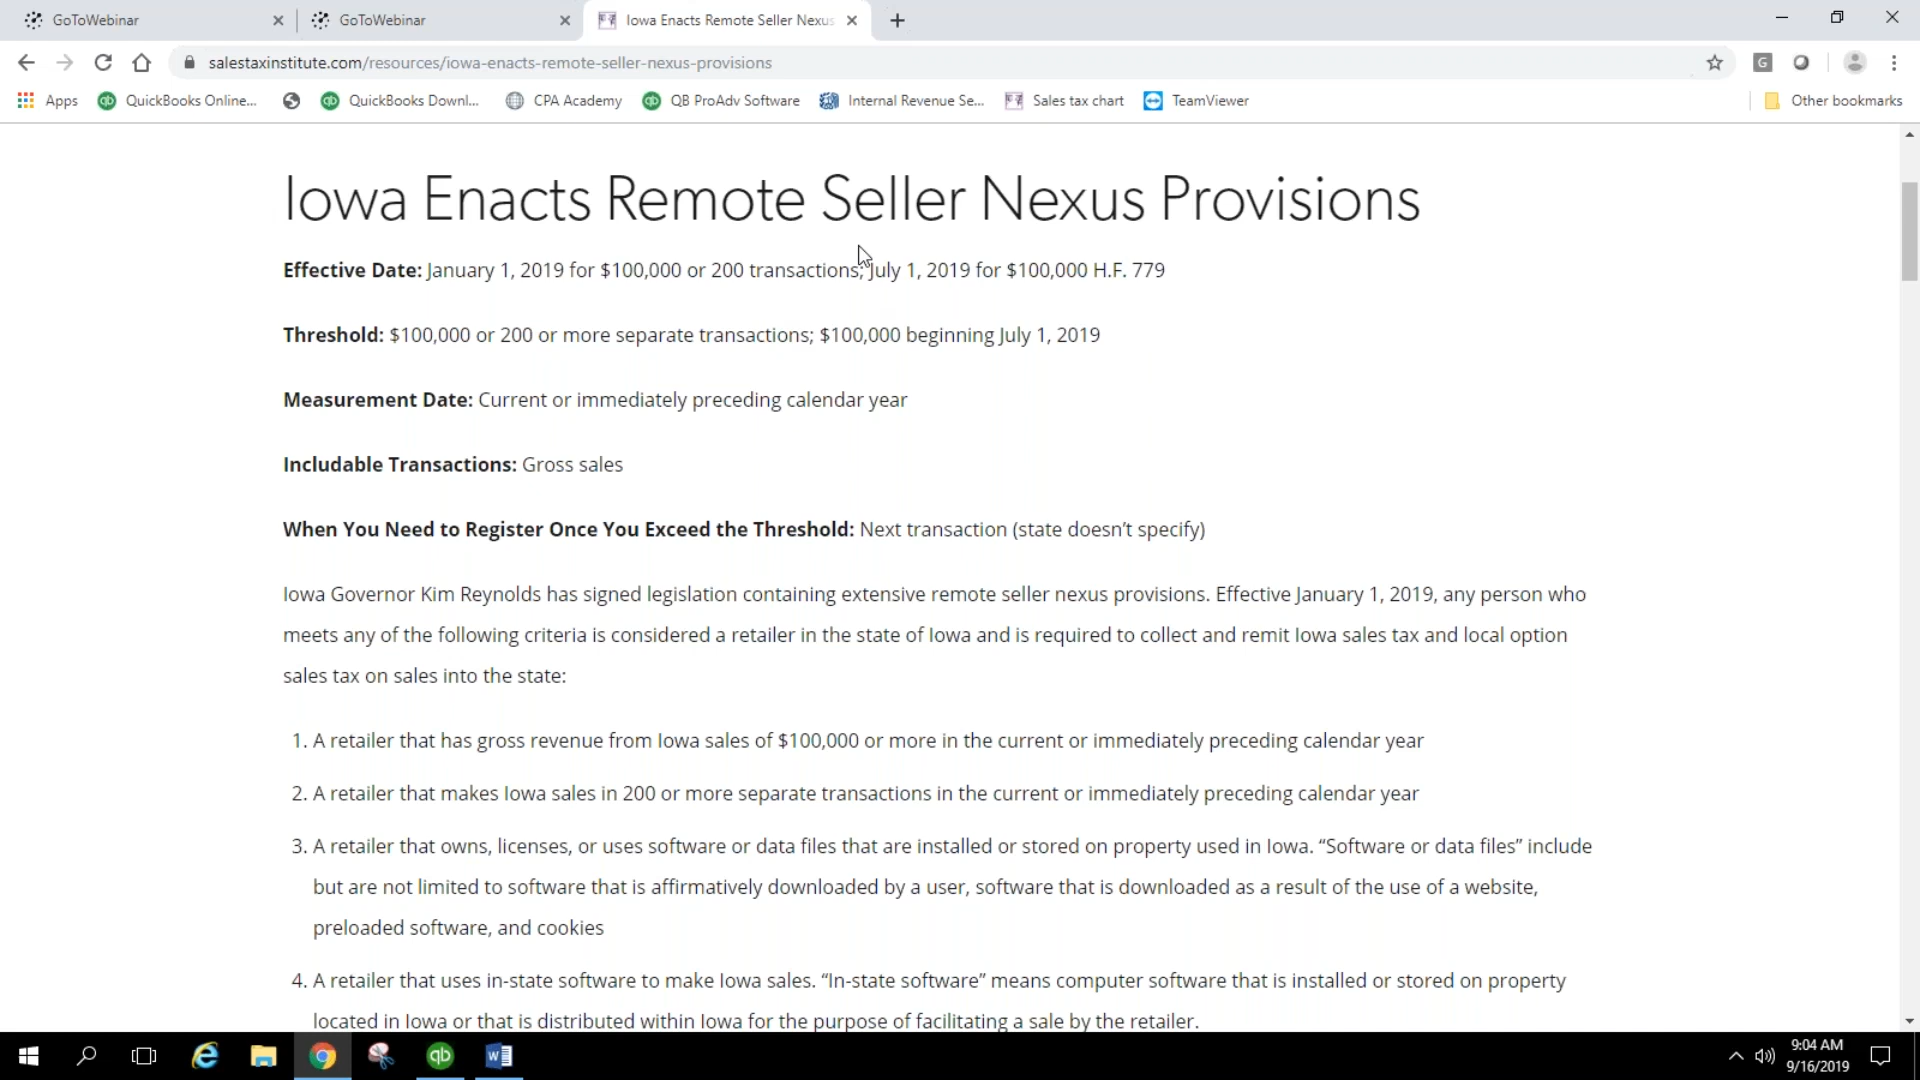 GoToWebinar
GoToWebinar
Iowa Enacts Remote Seller Nexus
salestaxinstitute.com/resources/iowa-enacts-remote-seller-nexus-provisions
G
Apps
qb QuickBooks Online...
qb QuickBooks Downl...
CPA Academy
qb QB ProAdv Software
Internal Revenue Se...
Sales tax chart
TeamViewer
Other bookmarks
Iowa Enacts Remote Seller Nexus Provisions
Effective Date: January 1, 2019 for $100,000 or 200 transactions; July 1, 2019 for $100,000 H.F. 779
Threshold: $100,000 or 200 or more separate transactions; $100,000 beginning July 1, 2019
Measurement Date: Current or immediately preceding calendar year
Includable Transactions: Gross sales
When You Need to Register Once You Exceed the Threshold: Next transaction (state doesn’t specify)
Iowa Governor Kim Reynolds has signed legislation containing extensive remote seller nexus provisions. Effective January 1, 2019, any person who
meets any of the following criteria is considered a retailer in the state of Iowa and is required to collect and remit Iowa sales tax and local option
sales tax on sales into the state:
1. A retailer that has gross revenue from Iowa sales of $100,000 or more in the current or immediately preceding calendar year
2. A retailer that makes Iowa sales in 200 or more separate transactions in the current or immediately preceding calendar year
3. A retailer that owns, licenses, or uses software or data files that are installed or stored on property used in Iowa. “Software or data files” include
but are not limited to software that is affirmatively downloaded by a user, software that is downloaded as a result of the use of a website,
preloaded software, and cookies
4. A retailer that uses in-state software to make Iowa sales. “In-state software” means computer software that is installed or stored on property
located in Iowa or that is distributed within Iowa for the purpose of facilitating a sale by the retailer.
qb
W
9:04 AM
9/16/2019